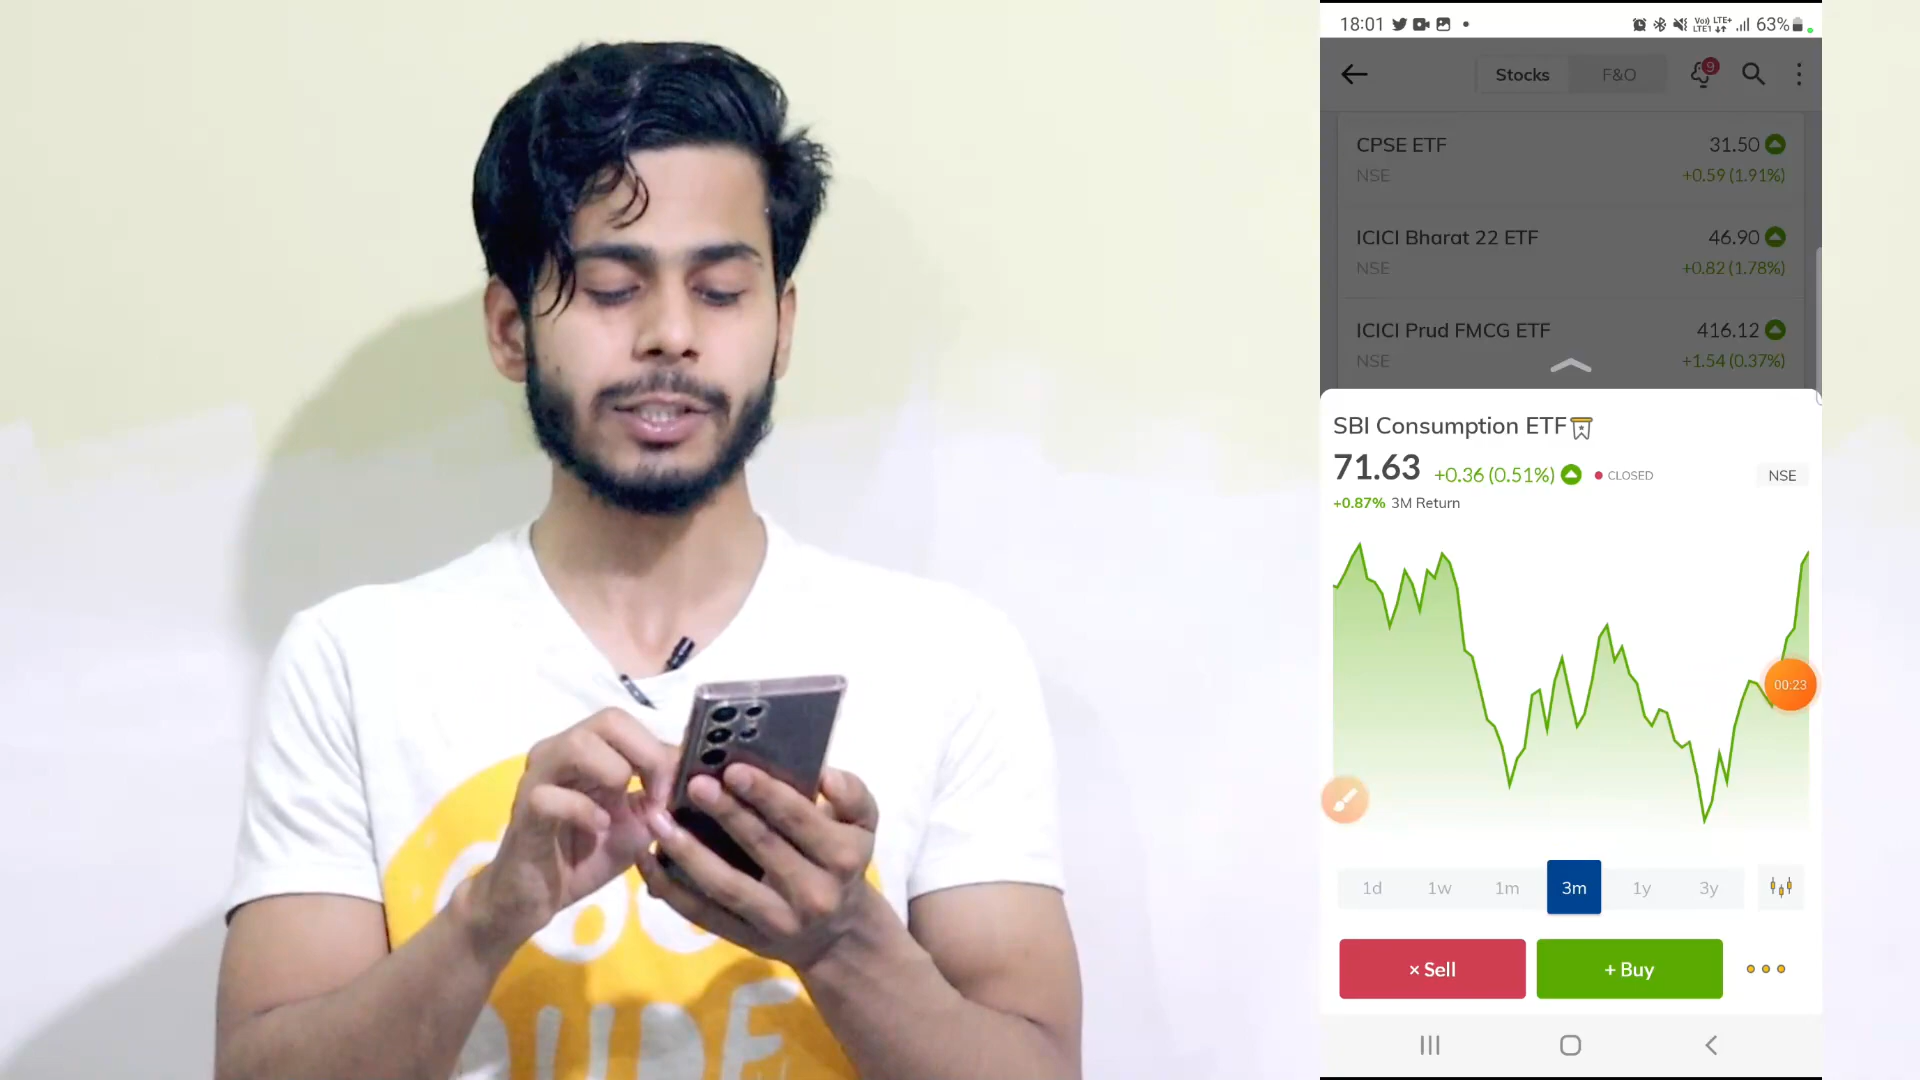 18:01
Vo)) LTE+
LTE1
63%
Stocks
F&O
9
CPSE ETF
31.50
NSE
+0.59 (1.91%)
ICICI Bharat 22 ETF
46.90
NSE
+0.82 (1.78%)
ICICI Prud FMCG ETF
416.12
NSE
+1.54 (0.37%)
SBI Consumption ETF
71.63
+0.36 (0.51%)
CLOSED
NSE
+0.87% 3M Return
00:23
1d
1w
1m
3m
1y
3y
× Sell
+ Buy